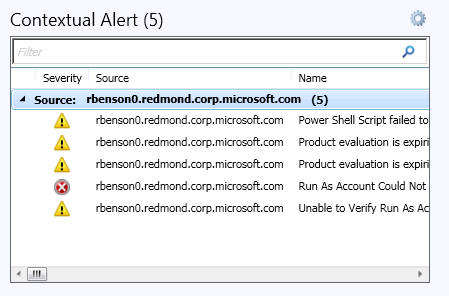 Contextual Alert (5)
Filter
Severity Source Name
Source: rbenson0.redmond.corp.microsoft.com (5)
rbenson0.redmond.corp.microsoft.com Power Shell Script failed to
rbenson0.redmond.corp.microsoft.com Product evaluation is expiri
rbenson0.redmond.corp.microsoft.com Product evaluation is expiri
rbenson0.redmond.corp.microsoft.com Run As Account Could Not
rbenson0.redmond.corp.microsoft.com Unable to Verify Run As Ac